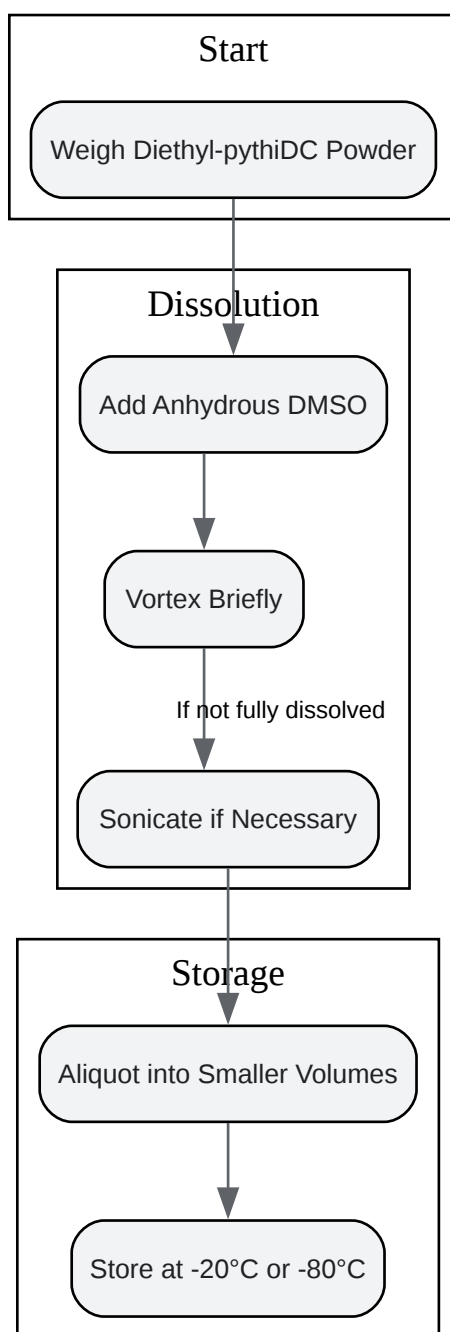 Start
Weigh Diethyl-pythiDC Powder
Dissolution
Add Anhydrous DMSO
Vortex Briefly
If not fully dissolved
Sonicate if Necessary
Storage
Aliquot into Smaller Volumes
Store at -20°C or -80°C